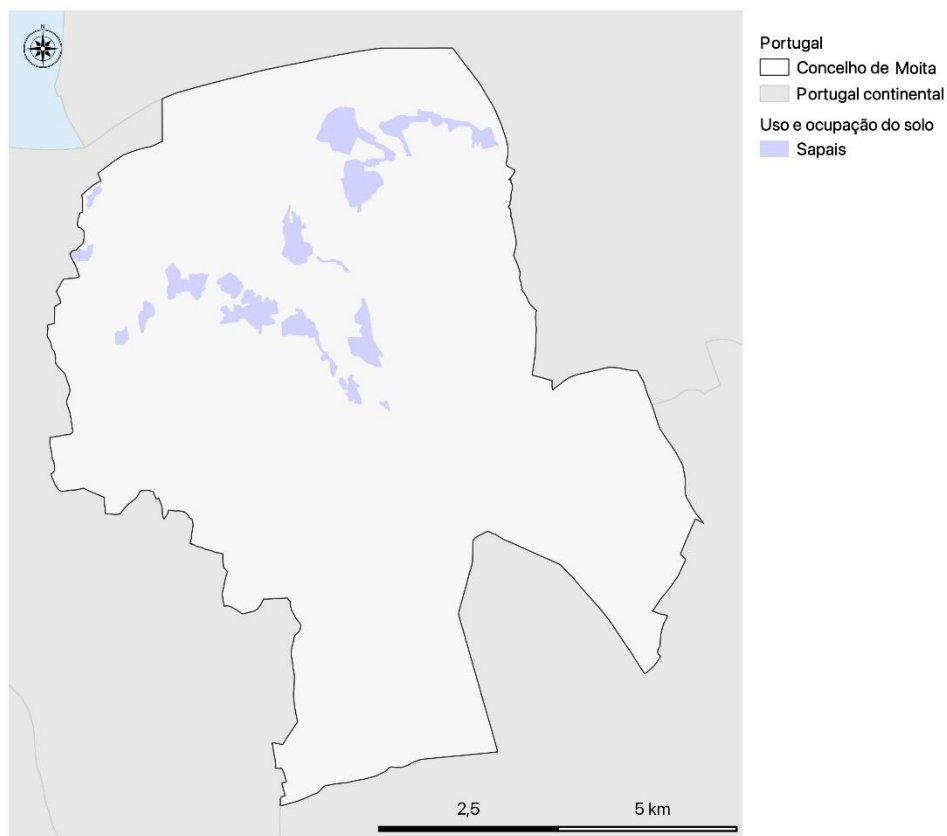 N
Portugal
Concelho de Moita
Portugal continental
Uso e ocupação do solo
Sapais
2,5 5 km